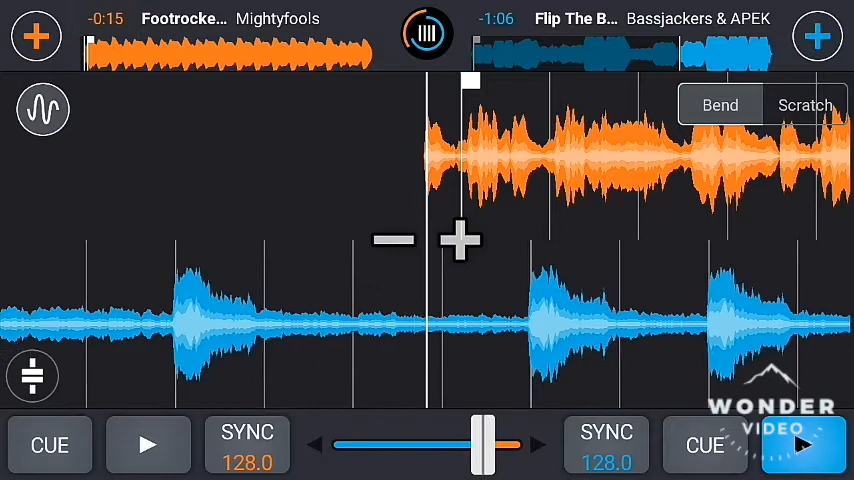 -0:15 Footrocke... Mightyfools
-1:06 Flip The B... Bassjackers & APEK
Bend Scratch
WONDER
VIDEO
CUE SYNC 128.0 SYNC 128.0 CUE